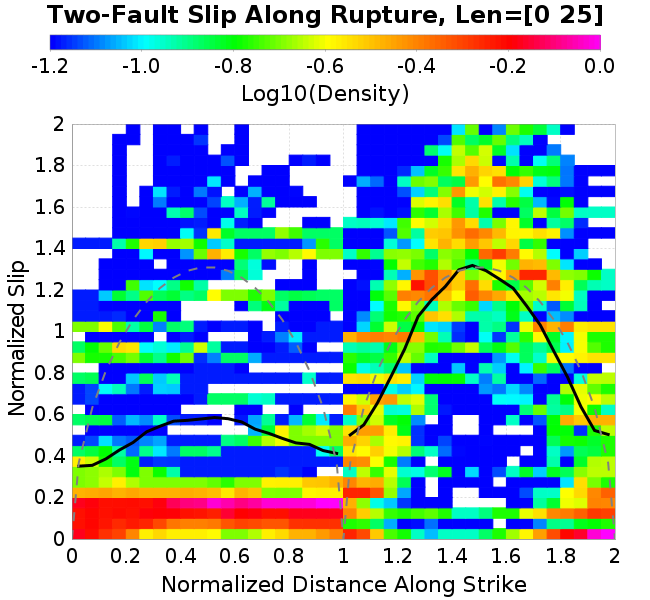 Two-Fault Slip Along Rupture, Len=[0 25]
-1.2 -1.0 -0.8 -0.6 -0.4 -0.2 0.0
Log10(Density)
2
1.8
1.6
1.4
1.2
1
0.8
0.6
0.4
0.2
0
Normalized Slip
0 0.2 0.4 0.6 0.8 1 1.2 1.4 1.6 1.8 2
Normalized Distance Along Strike